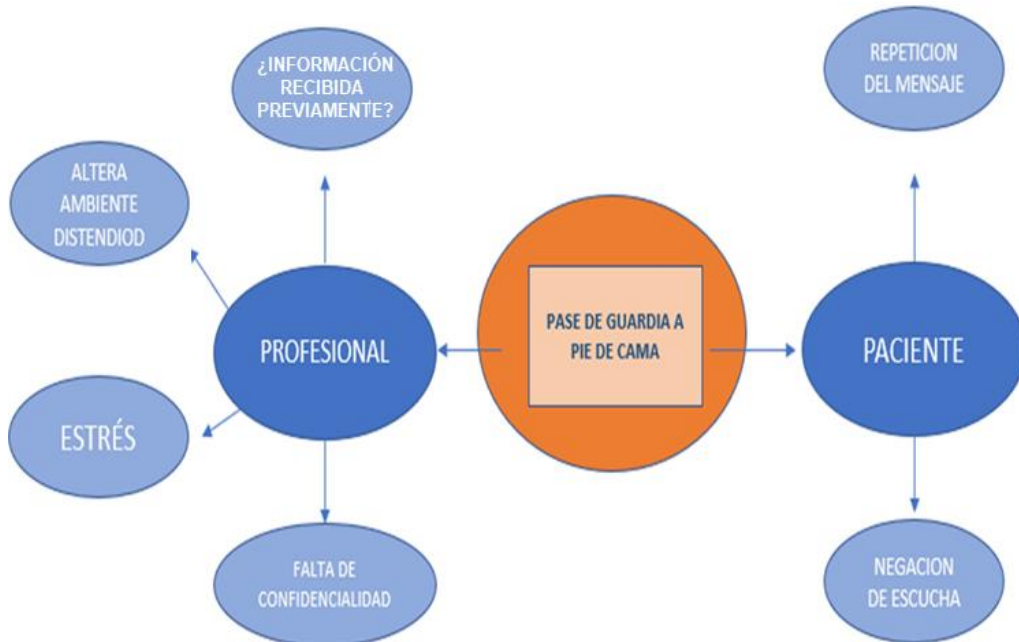 ¿INFORMACIÓN
RECIBIDA
PREVIAMENTE?
REPETICION
DEL MENSAJE
ALTERA
AMBIENTE
DISTENDIOD
PROFESIONAL
PASE DE GUARDIA A
PIE DE CAMA
PACIENTE
ESTRÉS
FALTA DE
CONFIDENCIALIDAD
NEGACION
DE ESCUCHA